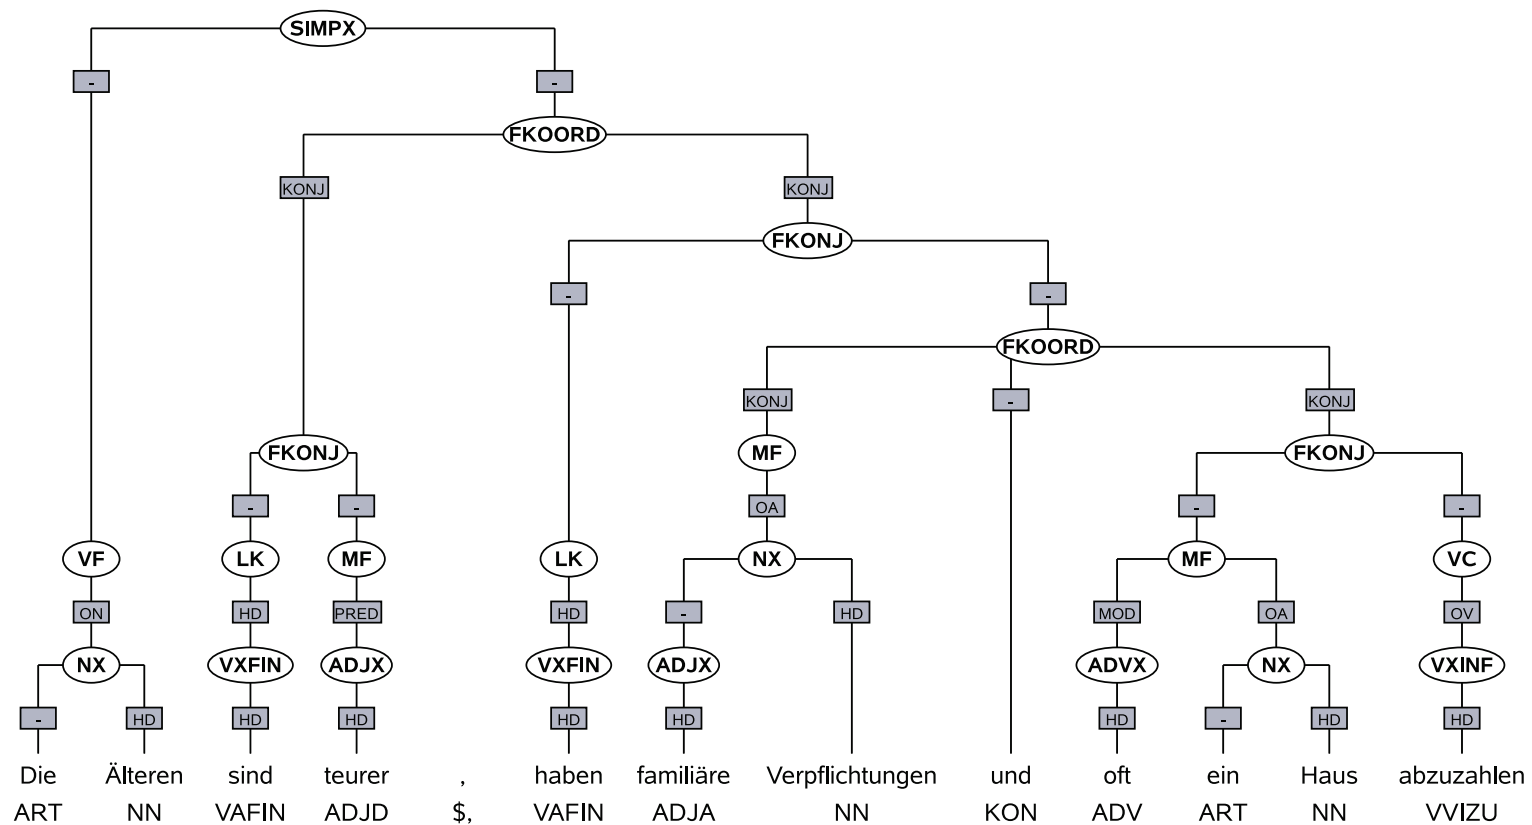 SIMPX
- -
FKOORD
KONJ KONJ
FKONJ
- -
FKOORD
KONJ - KONJ
FKONJ MF FKONJ
- - OA - -
VF LK MF LK NX MF VC
ON HD PRED HD - HD MOD OA OV
NX VXFIN ADJX VXFIN ADJX ADVX NX VXINF
- HD HD HD HD HD HD - HD HD
Die Älteren sind teurer , haben familiäre Verpflichtungen und oft ein Haus abzuzahlen
ART NN VAFIN ADJD $, VAFIN ADJA NN KON ADV ART NN VVIZU